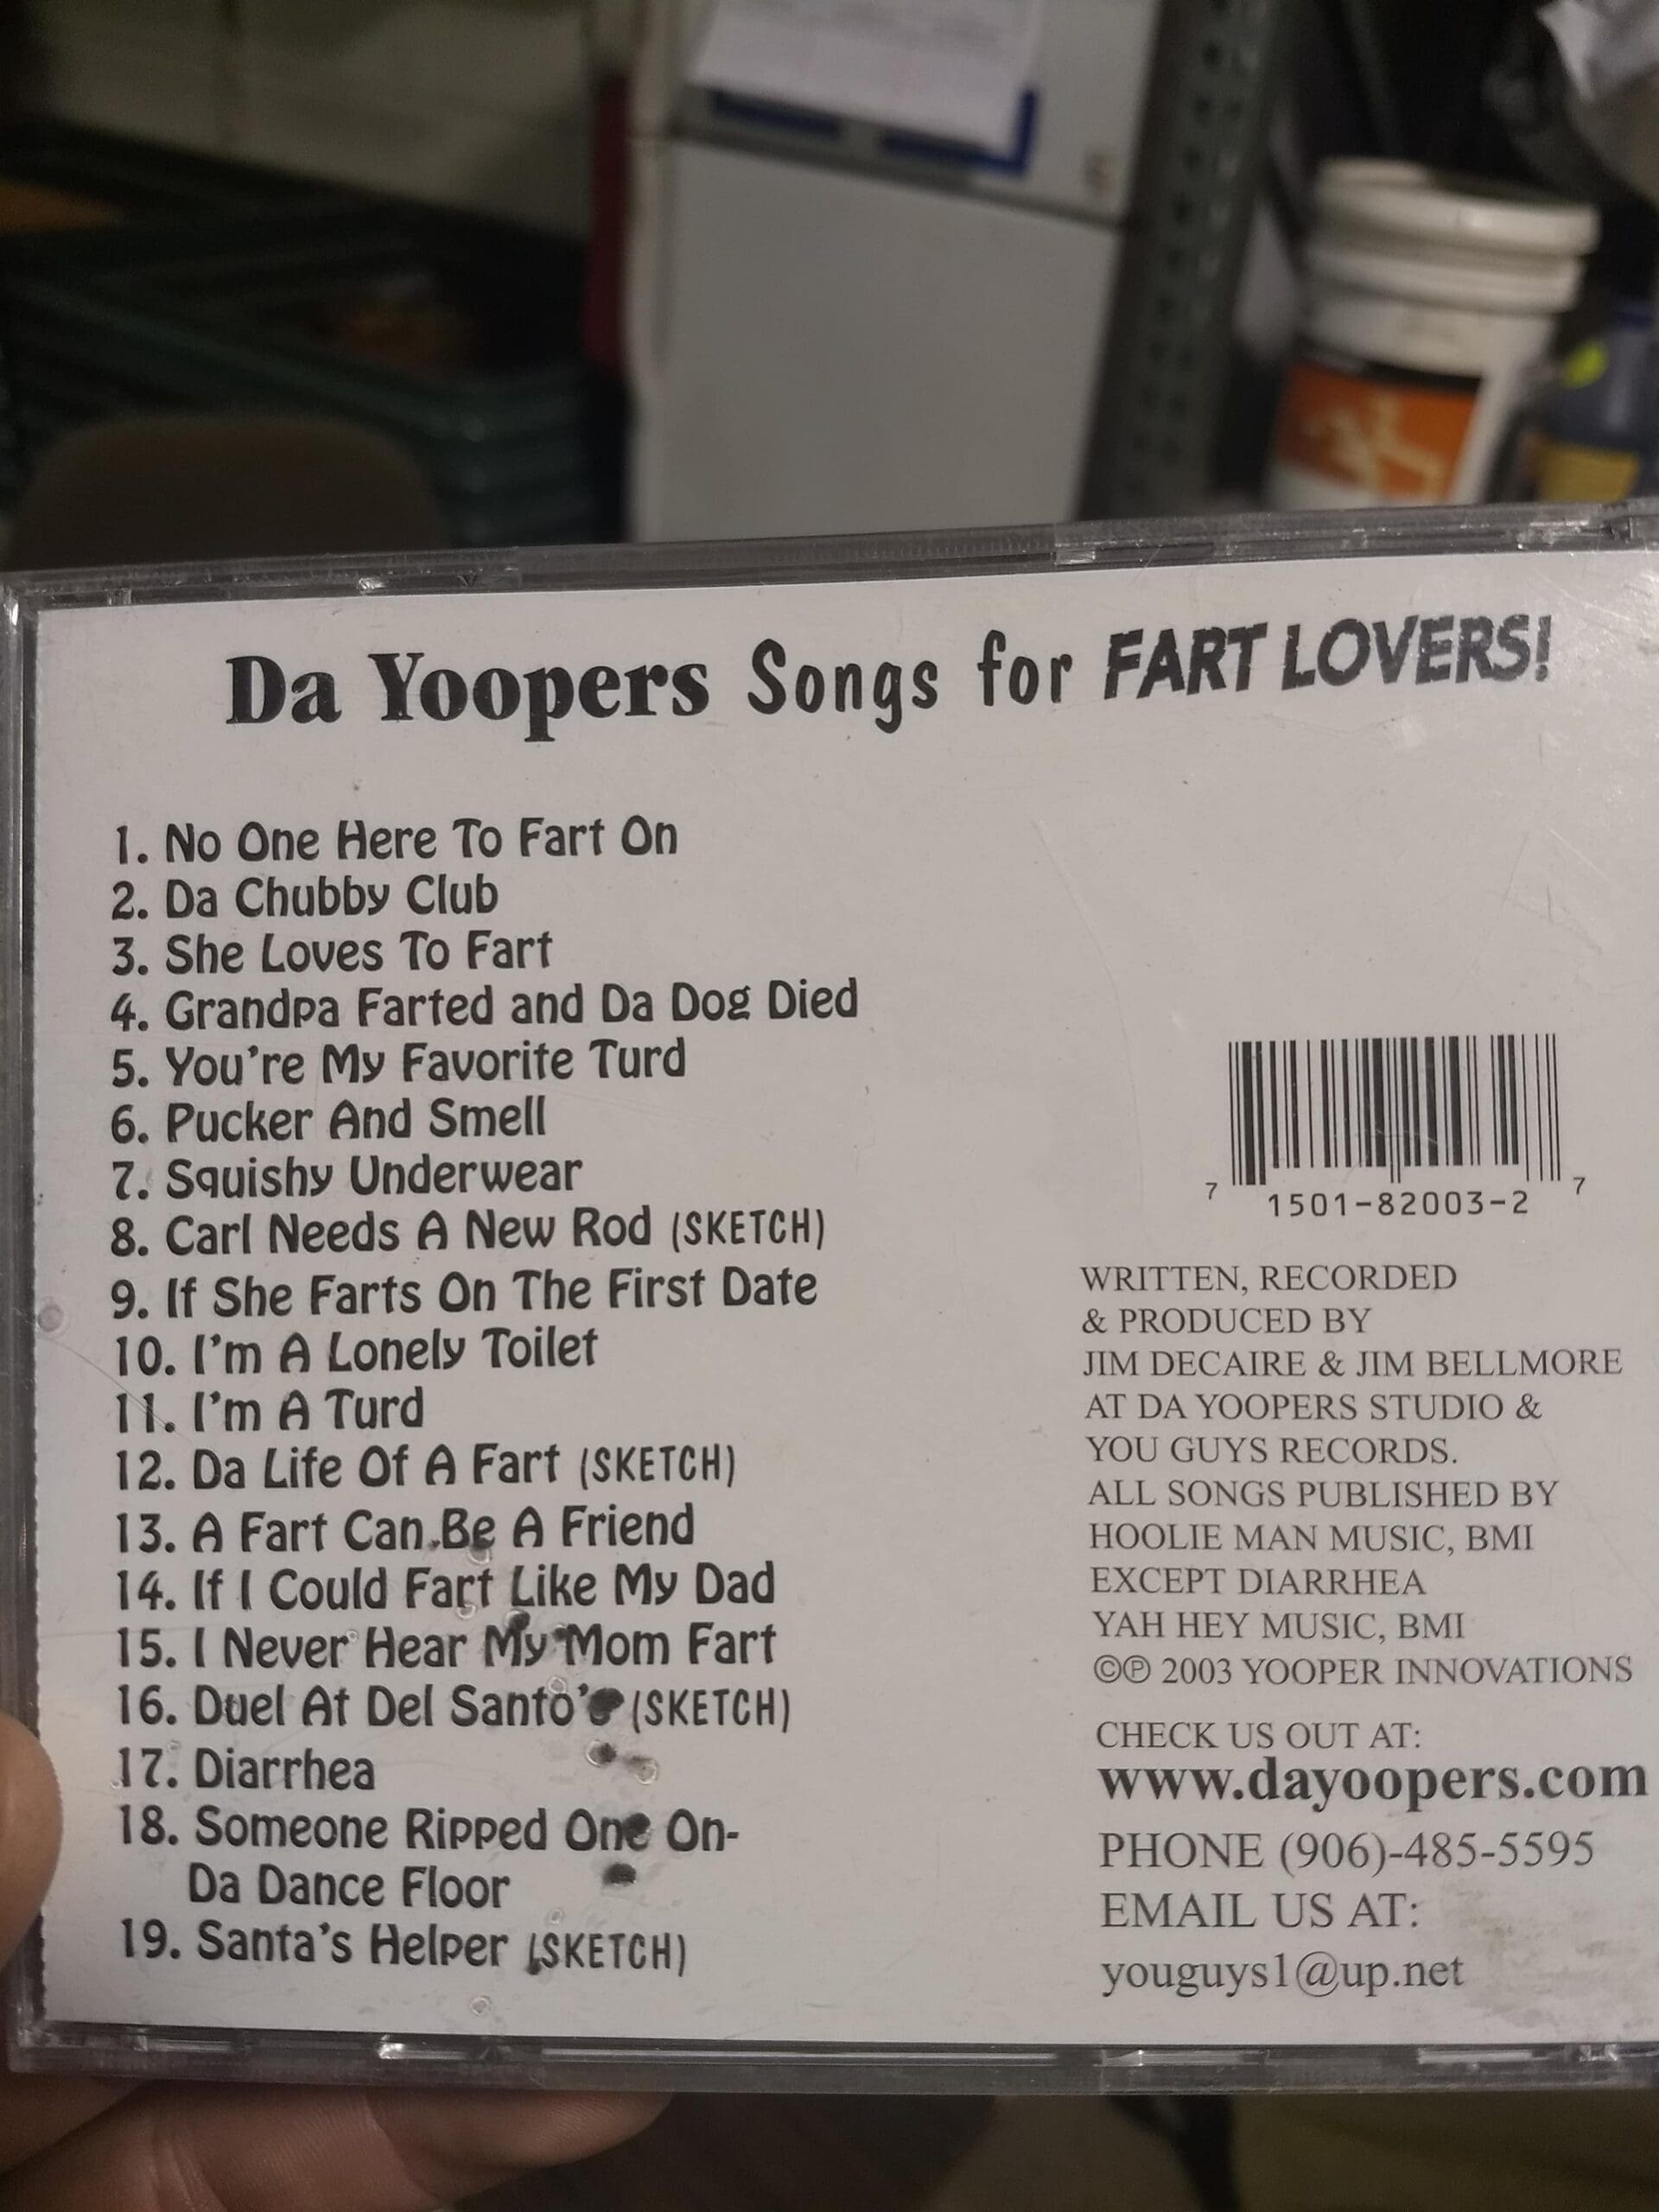 Da Yoopers Songs for FART LOVERS!
1. No One Here To Fart On
2. Da Chubby Club
3. She Loves To Fart
4. Grandpa Farted and Da Dog Died
5. You're My Favorite Turd
6. Pucker And Smell
7. Squishy Underwear
8. Carl Needs A New Rod (SKETCH)
9. If She Farts On The First Date
10. I'm A Lonely Toilet
11. I'm A Turd
12. Da Life Of A Fart (SKETCH)
13. A Fart Can Be A Friend
14. If I Could Fart Like My Dad
15. I Never Hear My Mom Fart
16. Duel At Del Santo's (SKETCH)
17. Diarrhea
18. Someone Ripped One On-
Da Dance Floor
19. Santa's Helper (SKETCH)
7 1501-82003-2 7
WRITTEN, RECORDED
& PRODUCED BY
JIM DECAIRE & JIM BELLMORE
AT DA YOOPERS STUDIO &
YOU GUYS RECORDS.
ALL SONGS PUBLISHED BY
HOOLIE MAN MUSIC, BMI
EXCEPT DIARRHEA
YAH HEY MUSIC, BMI
©℗ 2003 YOOPER INNOVATIONS
CHECK US OUT AT:
www.dayoopers.com
PHONE (906)-485-5595
EMAIL US AT:
youguys1@up.net